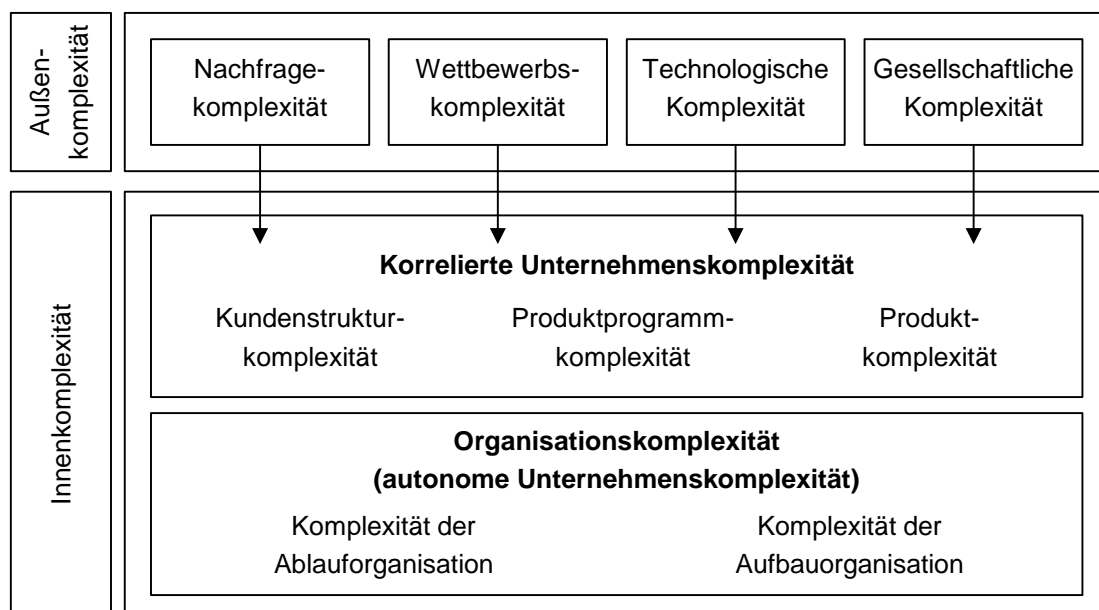 Außen-
komplexität
Nachfrage-
komplexität
Wettbewerbs-
komplexität
Technologische
Komplexität
Gesellschaftliche
Komplexität
Innenkomplexität
Korrelierte Unternehmenskomplexität
Kundenstruktur-
komplexität
Produktprogramm-
komplexität
Produkt-
komplexität
Organisationskomplexität
(autonome Unternehmenskomplexität)
Komplexität der
Ablauforganisation
Komplexität der
Aufbauorganisation